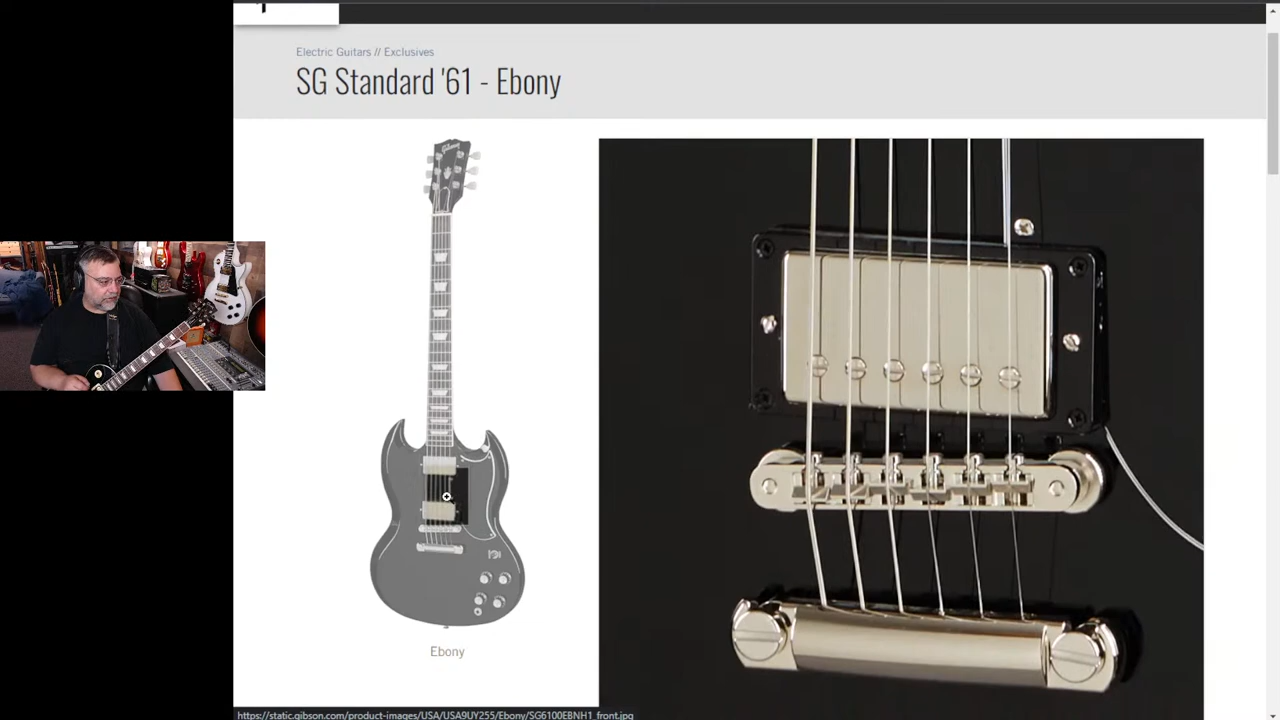 Electric Guitars // Exclusives
SG Standard '61 - Ebony
Gibson
Ebony
https://static.gibson.com/product-images/USA/USA9UY255/Ebony/SG6100EBNH1_front.jpg